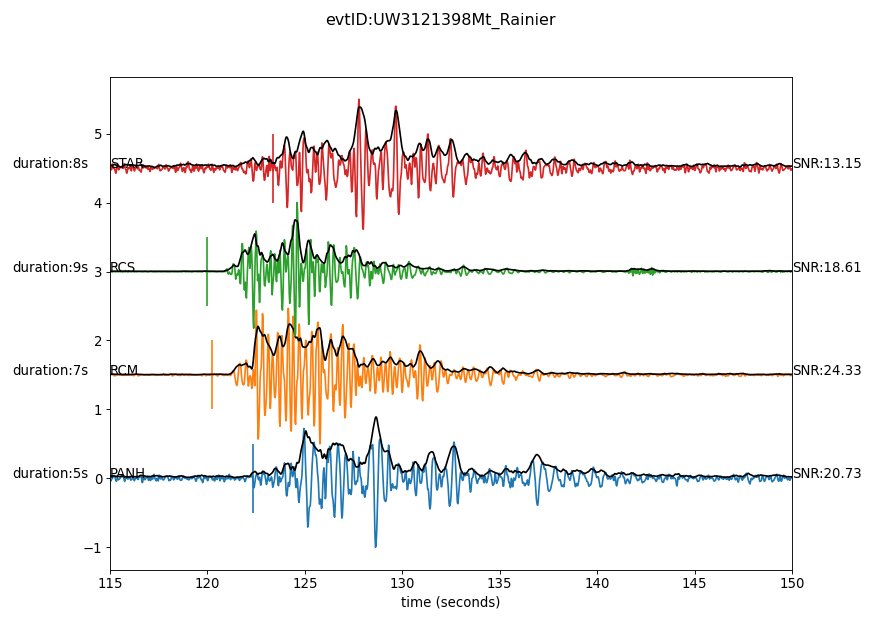 evtID:UW3121398Mt_Rainier
5
duration:8s STAR SNR:13.15
4
duration:9s 3 RCS SNR:18.61
2
duration:7s RCM SNR:24.33
1
duration:5s 0 PANH SNR:20.73
−1
115 120 125 130 135 140 145 150
time (seconds)